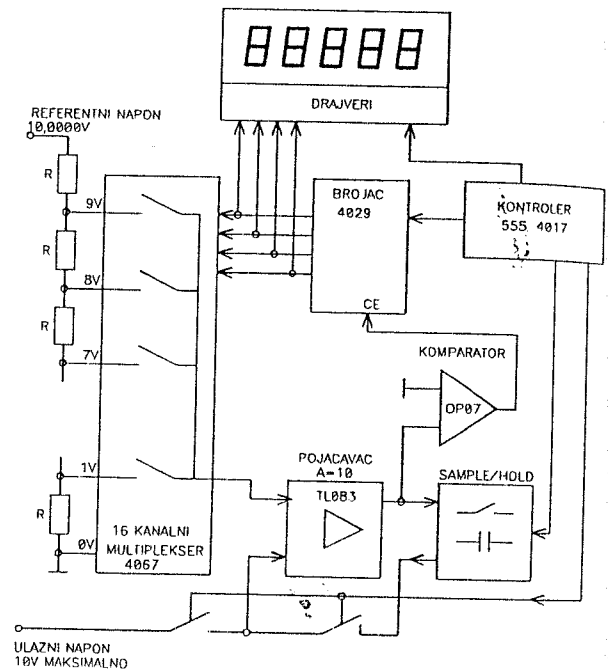 88888
DRAJVERI
REFERENTNI NAPON
10,0000V
R
9V
R
8V
R
7V
1V
R
0V
16 KANALNI
MULTIPLEKSER
4067
BROJAC
4029
CE
KONTROLER
555 4017
KOMPARATOR
OP07
POJACAVAC
A=10
TL083
SAMPLE/HOLD
ULAZNI NAPON
10V MAKSIMALNO